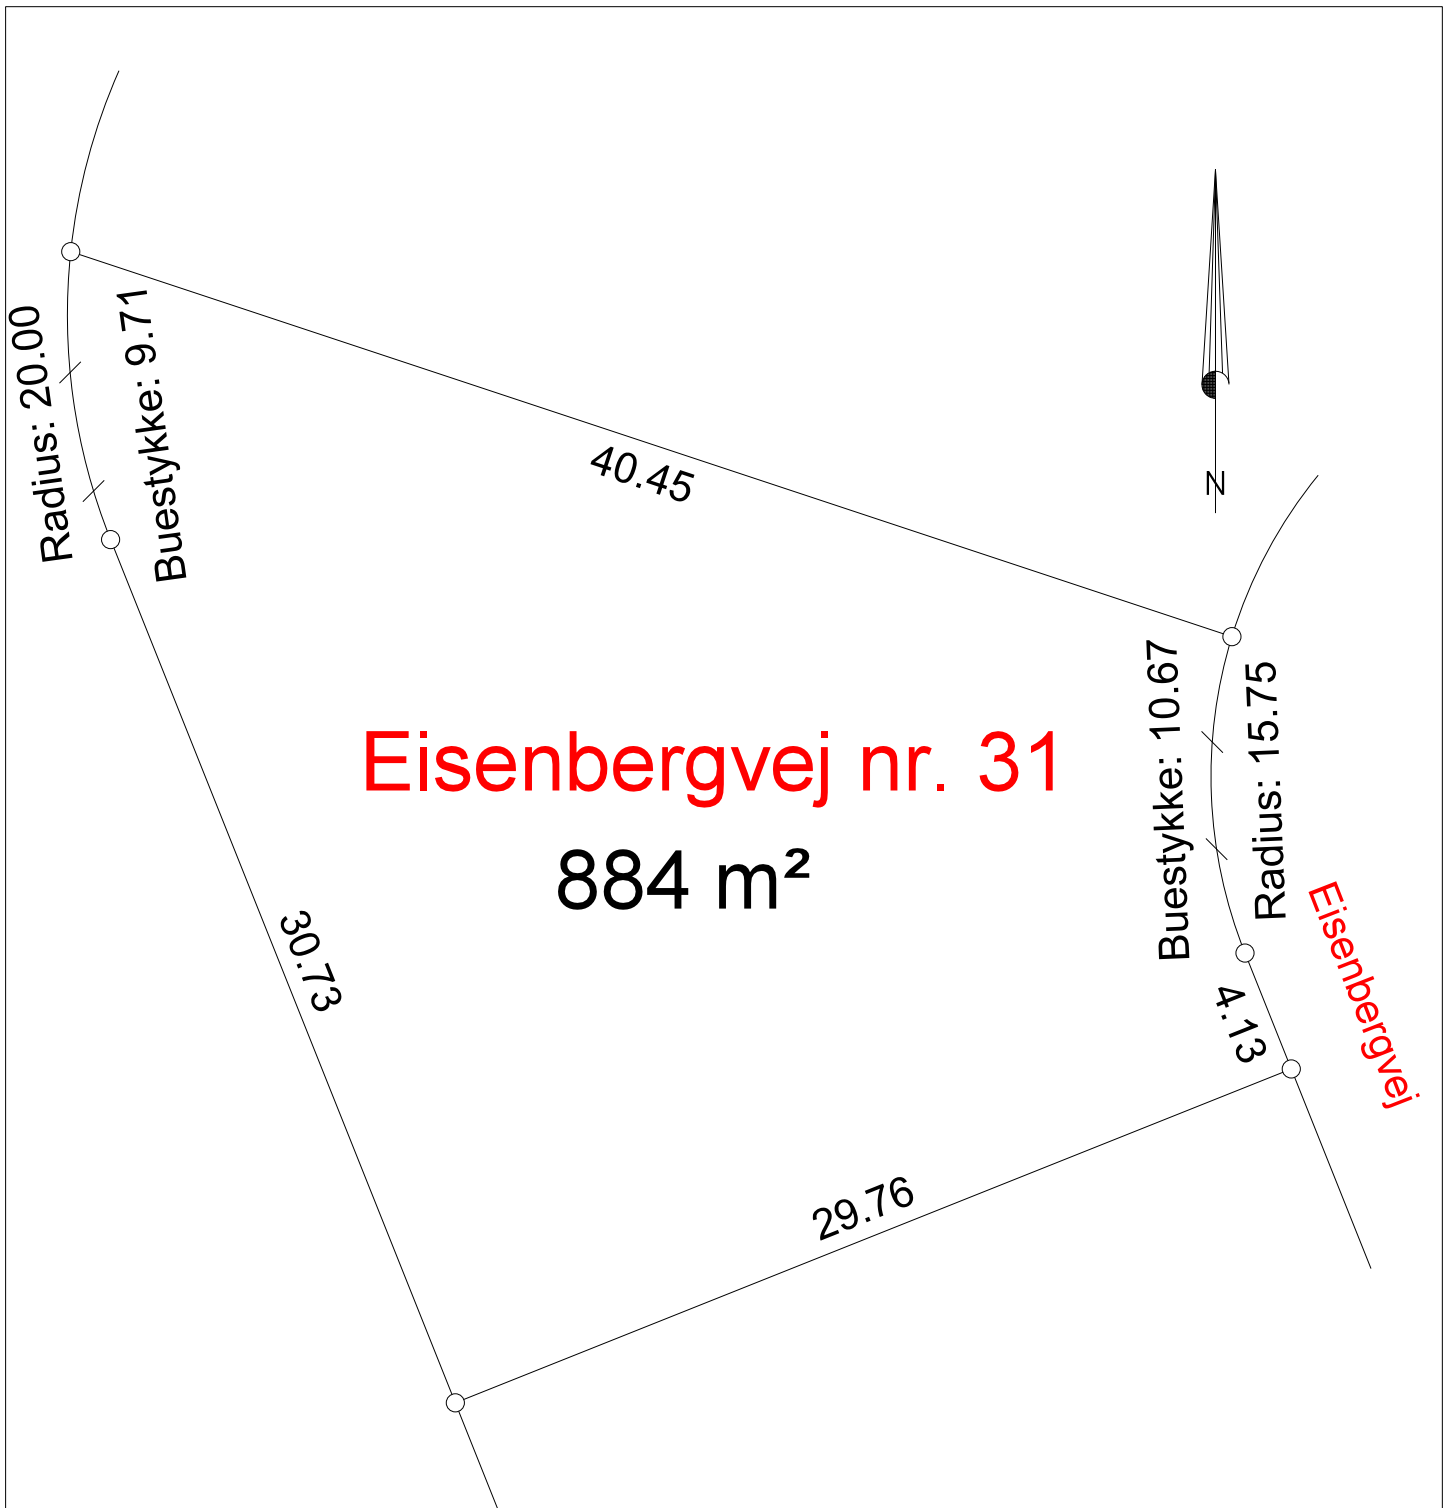 Radius: 20.00
Buestykke: 9.71
40.45
N
Buestykke: 10.67
Radius: 15.75
Eisenbergvej nr. 31
884 m²
30.73
4.13
Eisenbergvej
29.76